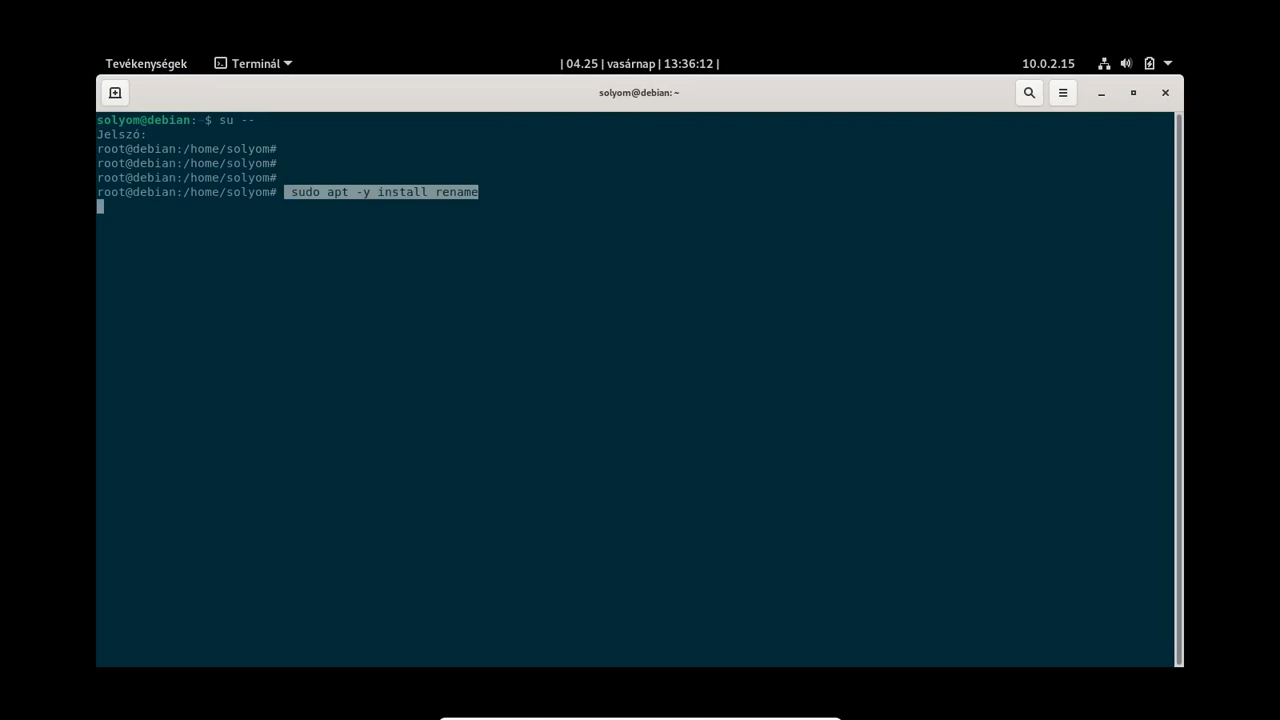 Tevékenységek Terminál | 04.25 | vasárnap | 13:36:12 | 10.0.2.15
solyom@debian: ~
solyom@debian:~$ su --
Jelszó:
root@debian:/home/solyom#
root@debian:/home/solyom#
root@debian:/home/solyom#
root@debian:/home/solyom#  sudo apt -y install rename